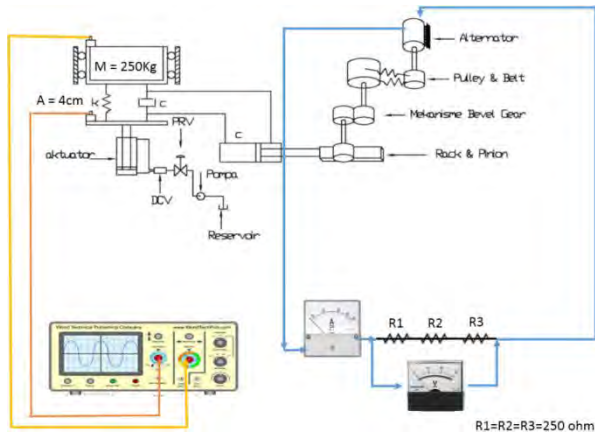 M = 250Kg
A = 4cm
k
c
PRV
aktuator
DCV
Pompa
Reservoir
c
Alternator
Pulley & Belt
Mekanisme Bevel Gear
Rack & Pinion
A
V
R1 R2 R3
R1=R2=R3=250 ohm